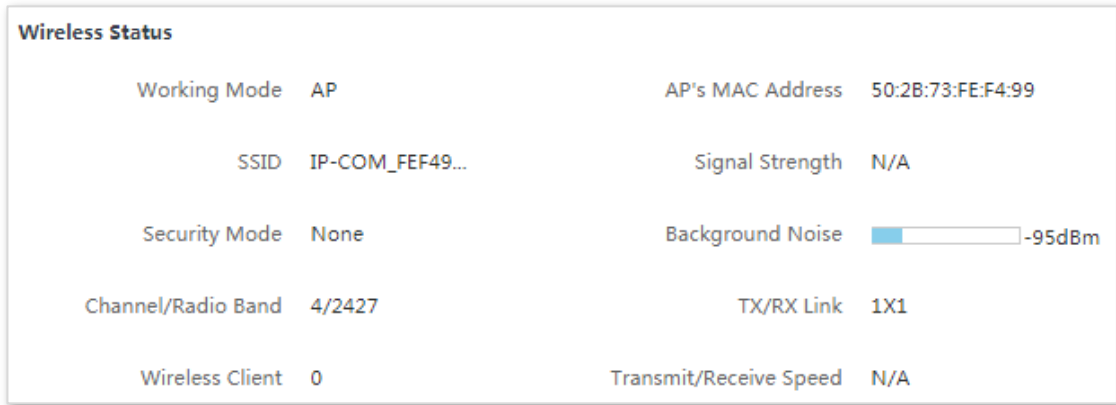 Wireless Status
Working Mode AP AP's MAC Address 50:2B:73:FE:F4:99
SSID IP-COM_FEF49... Signal Strength N/A
Security Mode None Background Noise -95dBm
Channel/Radio Band 4/2427 TX/RX Link 1X1
Wireless Client 0 Transmit/Receive Speed N/A